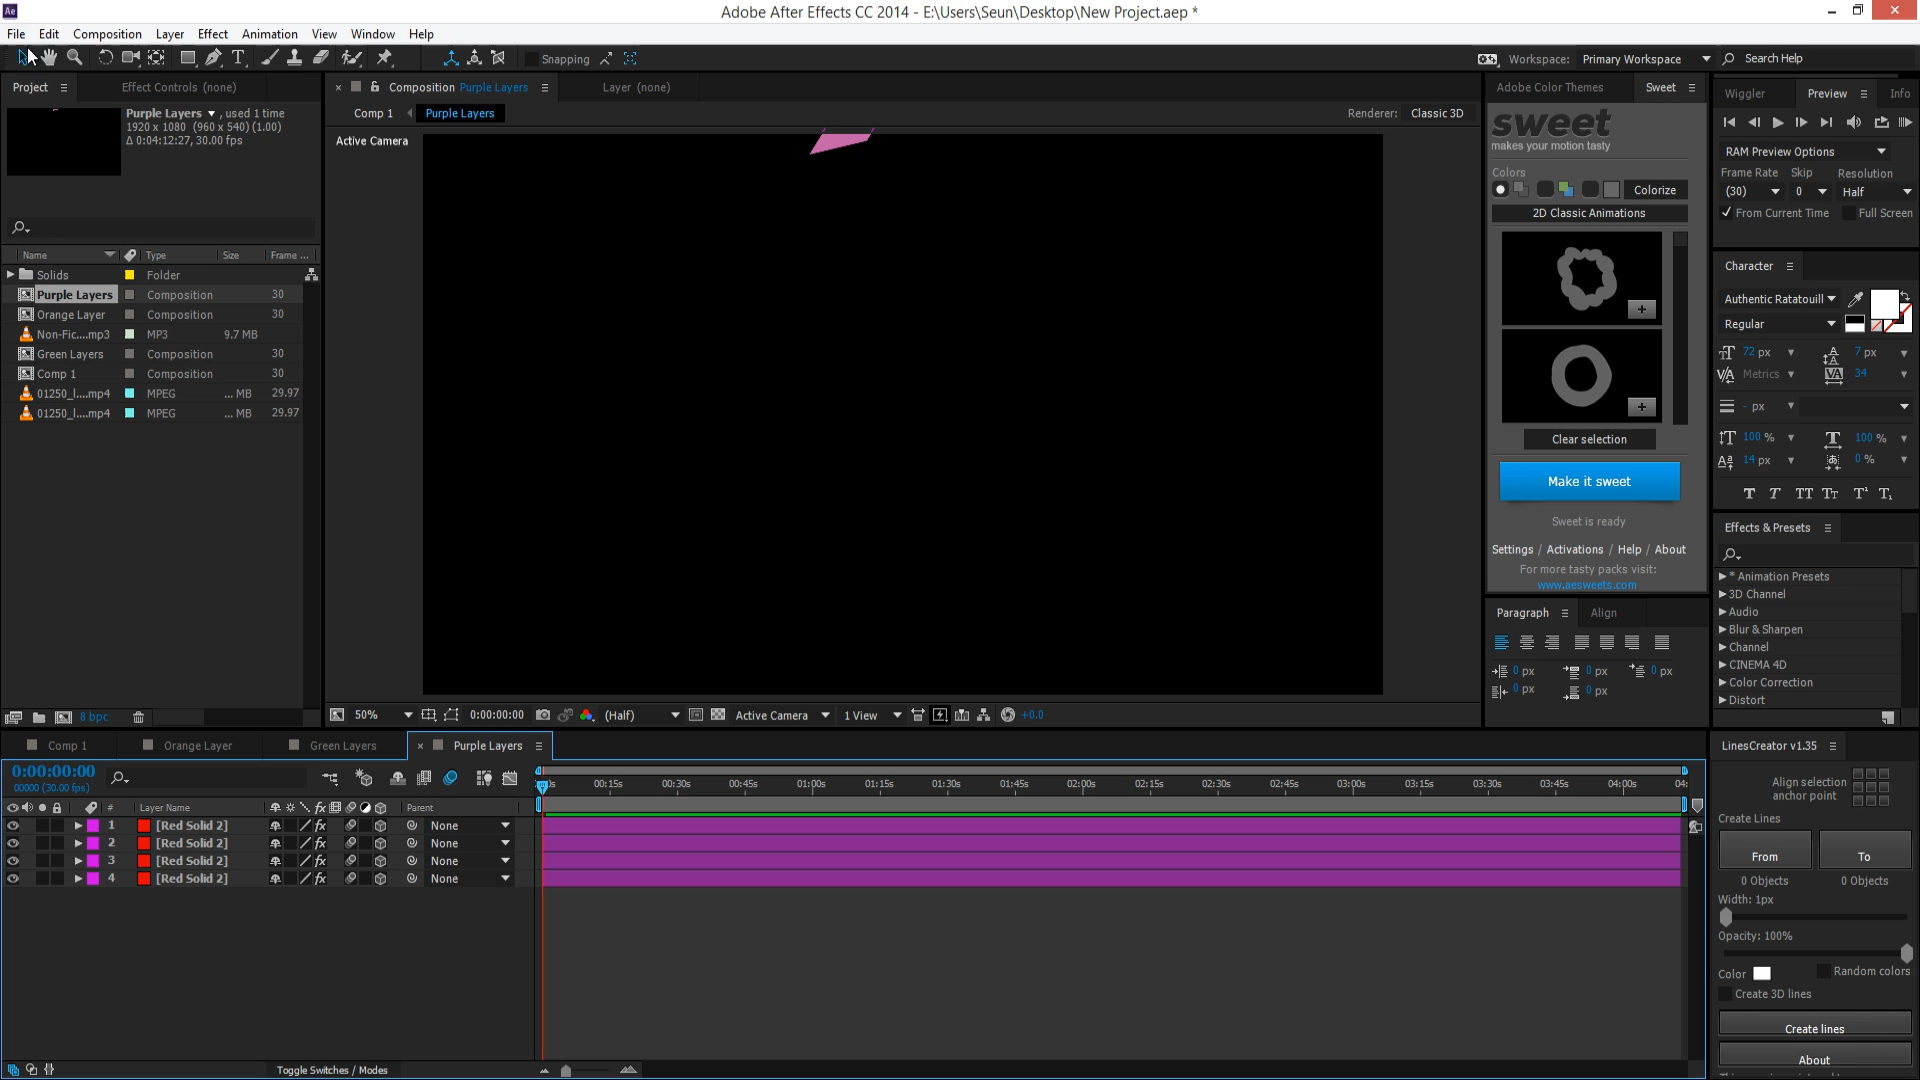 Ae
Adobe After Effects CC 2014 - E:\Users\Seun\Desktop\New Project.aep *
File Edit Composition Layer Effect Animation View Window Help
Snapping
Workspace: Primary Workspace
Search Help
Project
Effect Controls (none)
Purple Layers ▼ , used 1 time
1920 x 1080 (960 x 540) (1.00)
Δ 0:04:12:27, 30.00 fps
Name Type Size Frame ...
Solids Folder
Purple Layers Composition 30
Orange Layer Composition 30
Non-Fic....mp3 MP3 9.7 MB
Green Layers Composition 30
Comp 1 Composition 30
01250_l....mp4 MPEG ... MB 29.97
01250_l....mp4 MPEG ... MB 29.97
8 bpc
Composition Purple Layers
Layer (none)
Comp 1 Purple Layers
Renderer: Classic 3D
Active Camera
50% 0:00:00:00 (Half) Active Camera 1 View +0.0
Adobe Color Themes Sweet
sweet
makes your motion tasty
Colors
Colorize
2D Classic Animations
+
+
Clear selection
Make it sweet
Sweet is ready
Settings / Activations / Help / About
For more tasty packs visit:
www.aesweets.com
Paragraph Align
0 px 0 px 0 px
0 px 0 px
Wiggler Preview Info
RAM Preview Options
Frame Rate Skip Resolution
(30) 0 Half
From Current Time Full Screen
Character
Authentic Ratatouill
Regular
72 px 7 px
Metrics 34
- px
100 % 100 %
14 px 0 %
T T TT Tt T¹ T₁
Effects & Presets
* Animation Presets
3D Channel
Audio
Blur & Sharpen
Channel
CINEMA 4D
Color Correction
Distort
Comp 1 Orange Layer Green Layers Purple Layers
0:00:00:00
00000 (30.00 fps)
00:15s 00:30s 00:45s 01:00s 01:15s 01:30s 01:45s 02:00s 02:15s 02:30s 02:45s 03:00s 03:15s 03:30s 03:45s 04:00s 04:
# Layer Name fx Parent
1 [Red Solid 2] fx None
2 [Red Solid 2] fx None
3 [Red Solid 2] fx None
4 [Red Solid 2] fx None
Toggle Switches / Modes
LinesCreator v1.35
Align selection
anchor point
Create Lines
From To
0 Objects 0 Objects
Width: 1px
Opacity: 100%
Color Random colors
Create 3D lines
Create lines
About